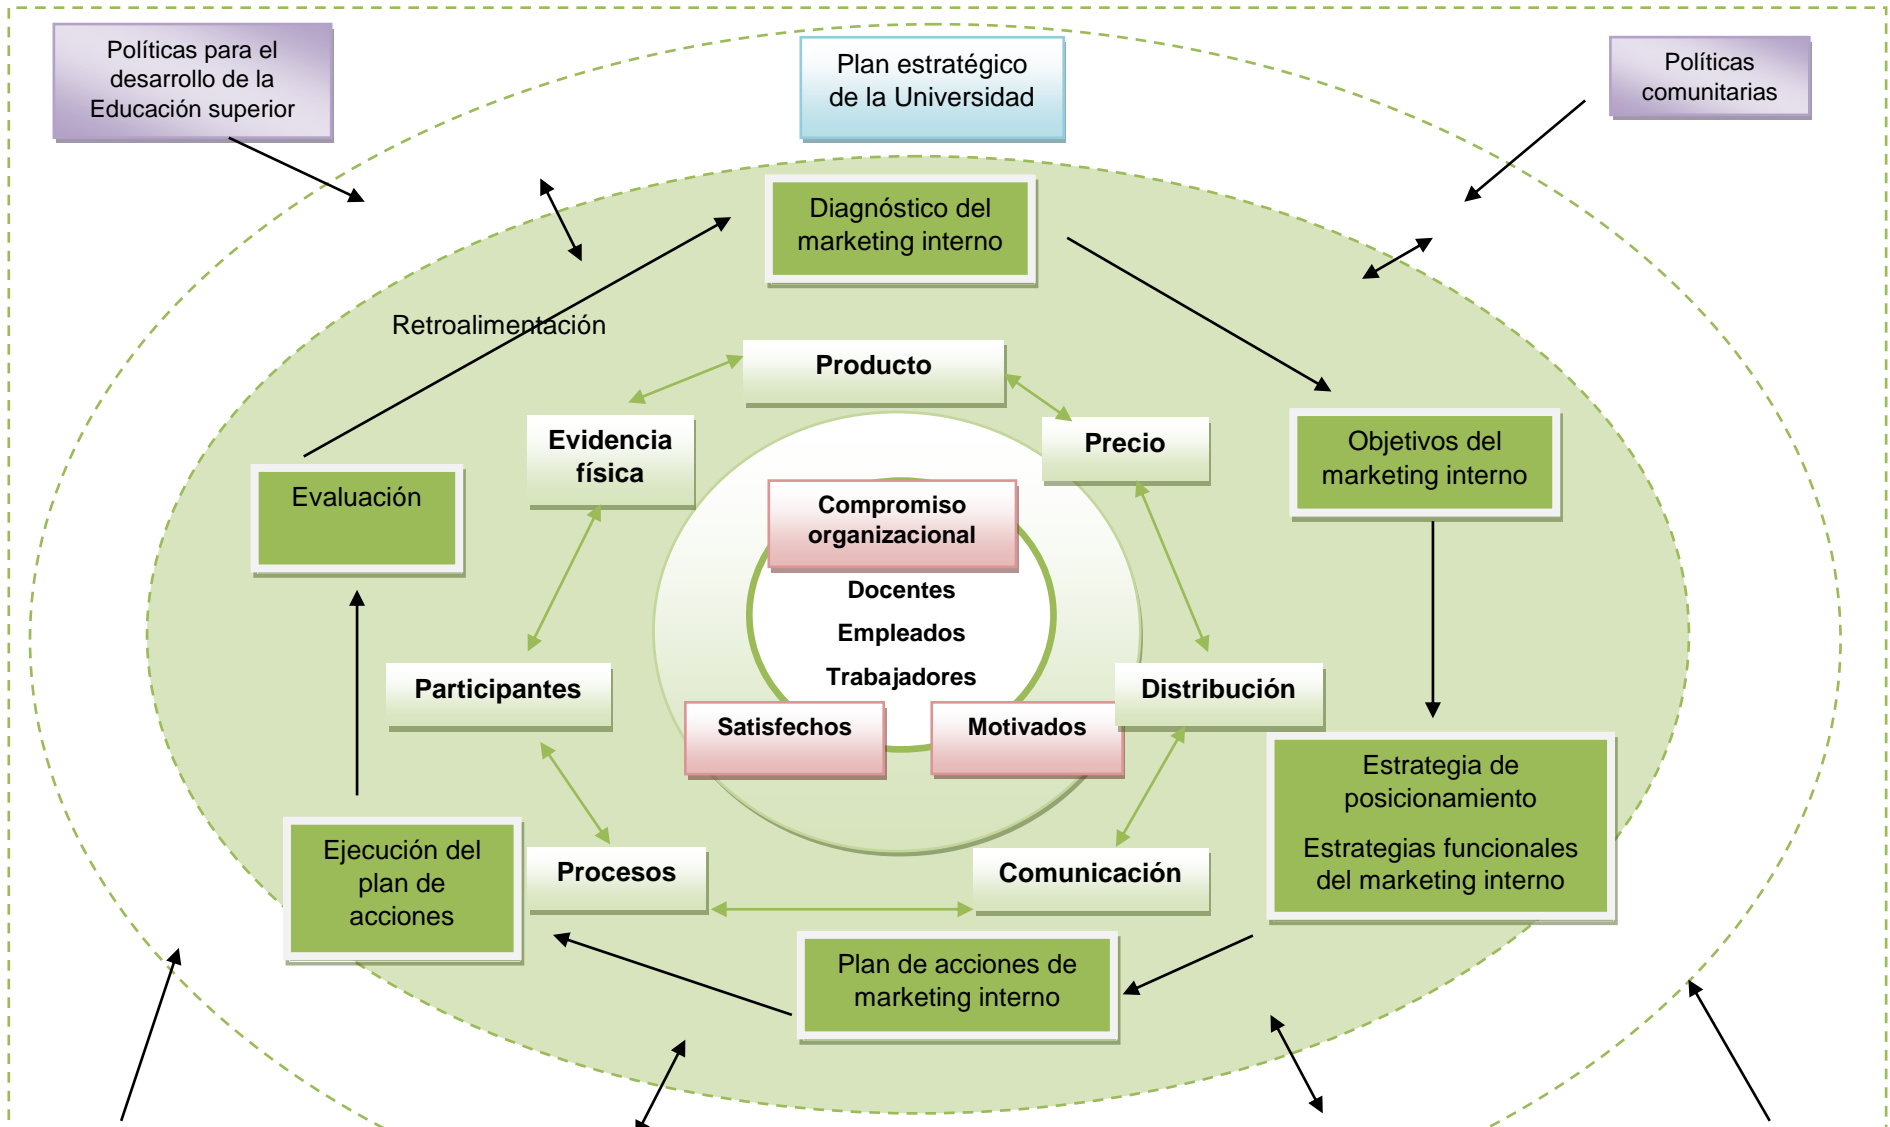 Políticas para el
desarrollo de la
Educación superior
Plan estratégico
de la Universidad
Políticas
comunitarias
Diagnóstico del
marketing interno
Retroalimentación
Producto
Evidencia
física
Precio
Objetivos del
marketing interno
Evaluación
Compromiso
organizacional
Docentes
Empleados
Trabajadores
Participantes
Distribución
Satisfechos
Motivados
Estrategia de
posicionamiento
Estrategias funcionales
del marketing interno
Ejecución del
plan de
acciones
Procesos
Comunicación
Plan de acciones de
marketing interno